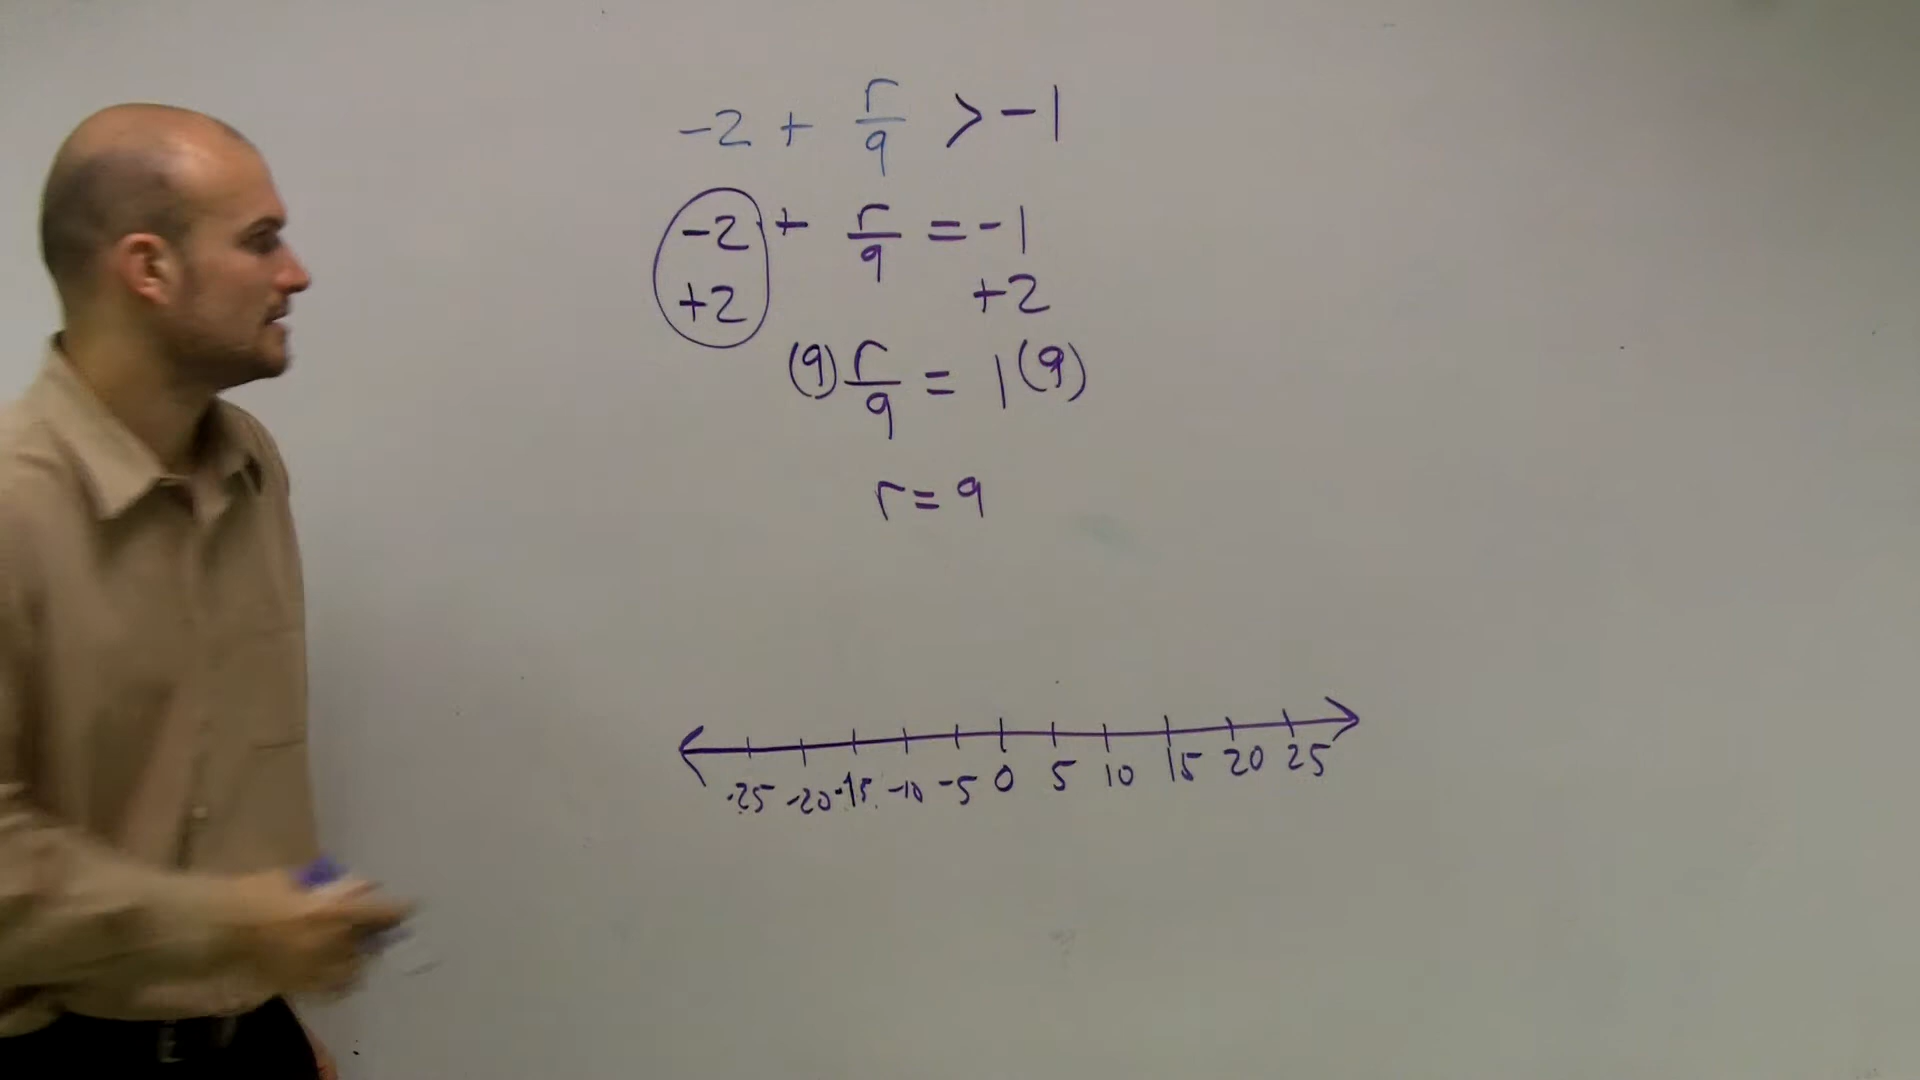 -2 + r/9 > -1
-2 + r/9 = -1
+2 +2
(9) r/9 = 1 (9)
r = 9
-25 -20 -15 -10 -5 0 5 10 15 20 25